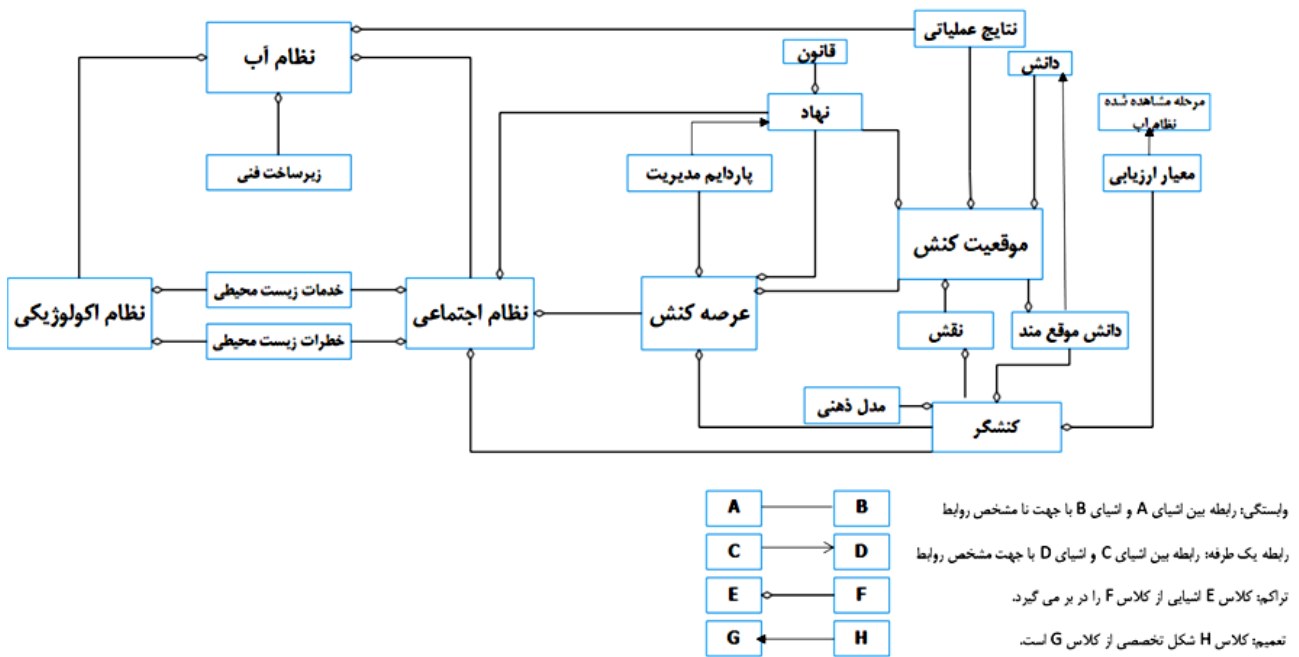 نتایج عملیاتی
نظام آب
قانون
دانش
نهاد
مرحله مشاهده شده
نظام آب
زیرساخت فنی
پاردایم مدیریت
معیار ارزیابی
موقعیت کنش
خدمات زیست محیطی
نظام اکولوژیکی
نظام اجتماعی
عرصه کنش
خطرات زیست محیطی
نقش
دانش موقع مند
مدل ذهنی
کنشگر
A
B
وابستگی: رابطه بین اشیای A و اشیای B با جهت نا مشخص روابط
C
D
رابطه یک طرفه: رابطه بین اشیای C و اشیای D با جهت مشخص روابط
E
F
تراکم: کلاس E اشیایی از کلاس F را در بر می گیرد.
G
H
تعمیم: کلاس H شکل تخصصی از کلاس G است.